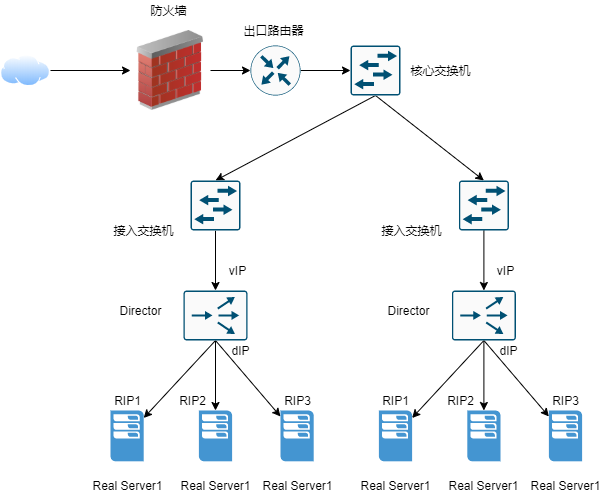 防火墙
出口路由器
核心交换机
接入交换机
接入交换机
vIP
vIP
Director
Director
dIP
dIP
RIP1
RIP2
RIP3
RIP1
RIP2
RIP3
Real Server1
Real Server1
Real Server1
Real Server1
Real Server1
Real Server1